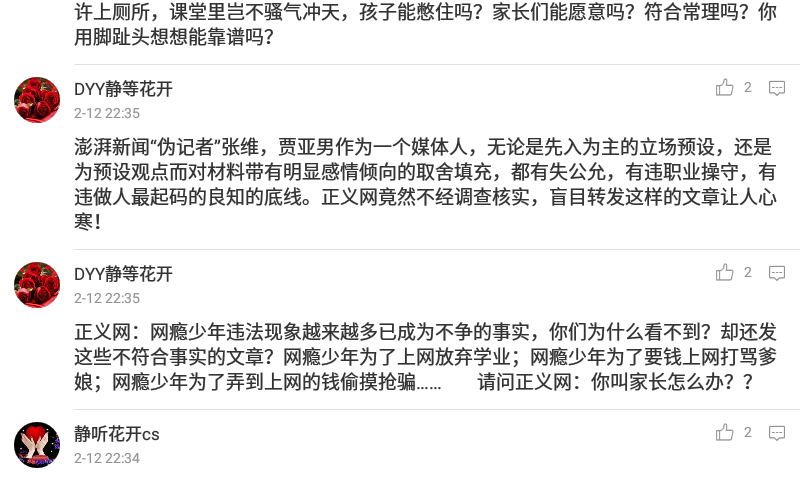 许上厕所，课堂里岂不骚气冲天，孩子能憋住吗？家长们能愿意吗？符合常理吗？你
用脚趾头想想能靠谱吗？
DYY静等花开
2
2-12 22:35
澎湃新闻“伪记者”张维，贾亚男作为一个媒体人，无论是先入为主的立场预设，还是
为预设观点而对材料带有明显感情倾向的取舍填充，都有失公允，有违职业操守，有
违做人最起码的良知的底线。正义网竟然不经调查核实，盲目转发这样的文章让人心
寒！
DYY静等花开
2
2-12 22:35
正义网：网瘾少年违法现象越来越多已成为不争的事实，你们为什么看不到？却还发
这些不符合事实的文章？网瘾少年为了上网放弃学业；网瘾少年为了要钱上网打骂爹
娘；网瘾少年为了弄到上网的钱偷摸抢骗......　　请问正义网：你叫家长怎么办？？
静听花开cs
2
2-12 22:34